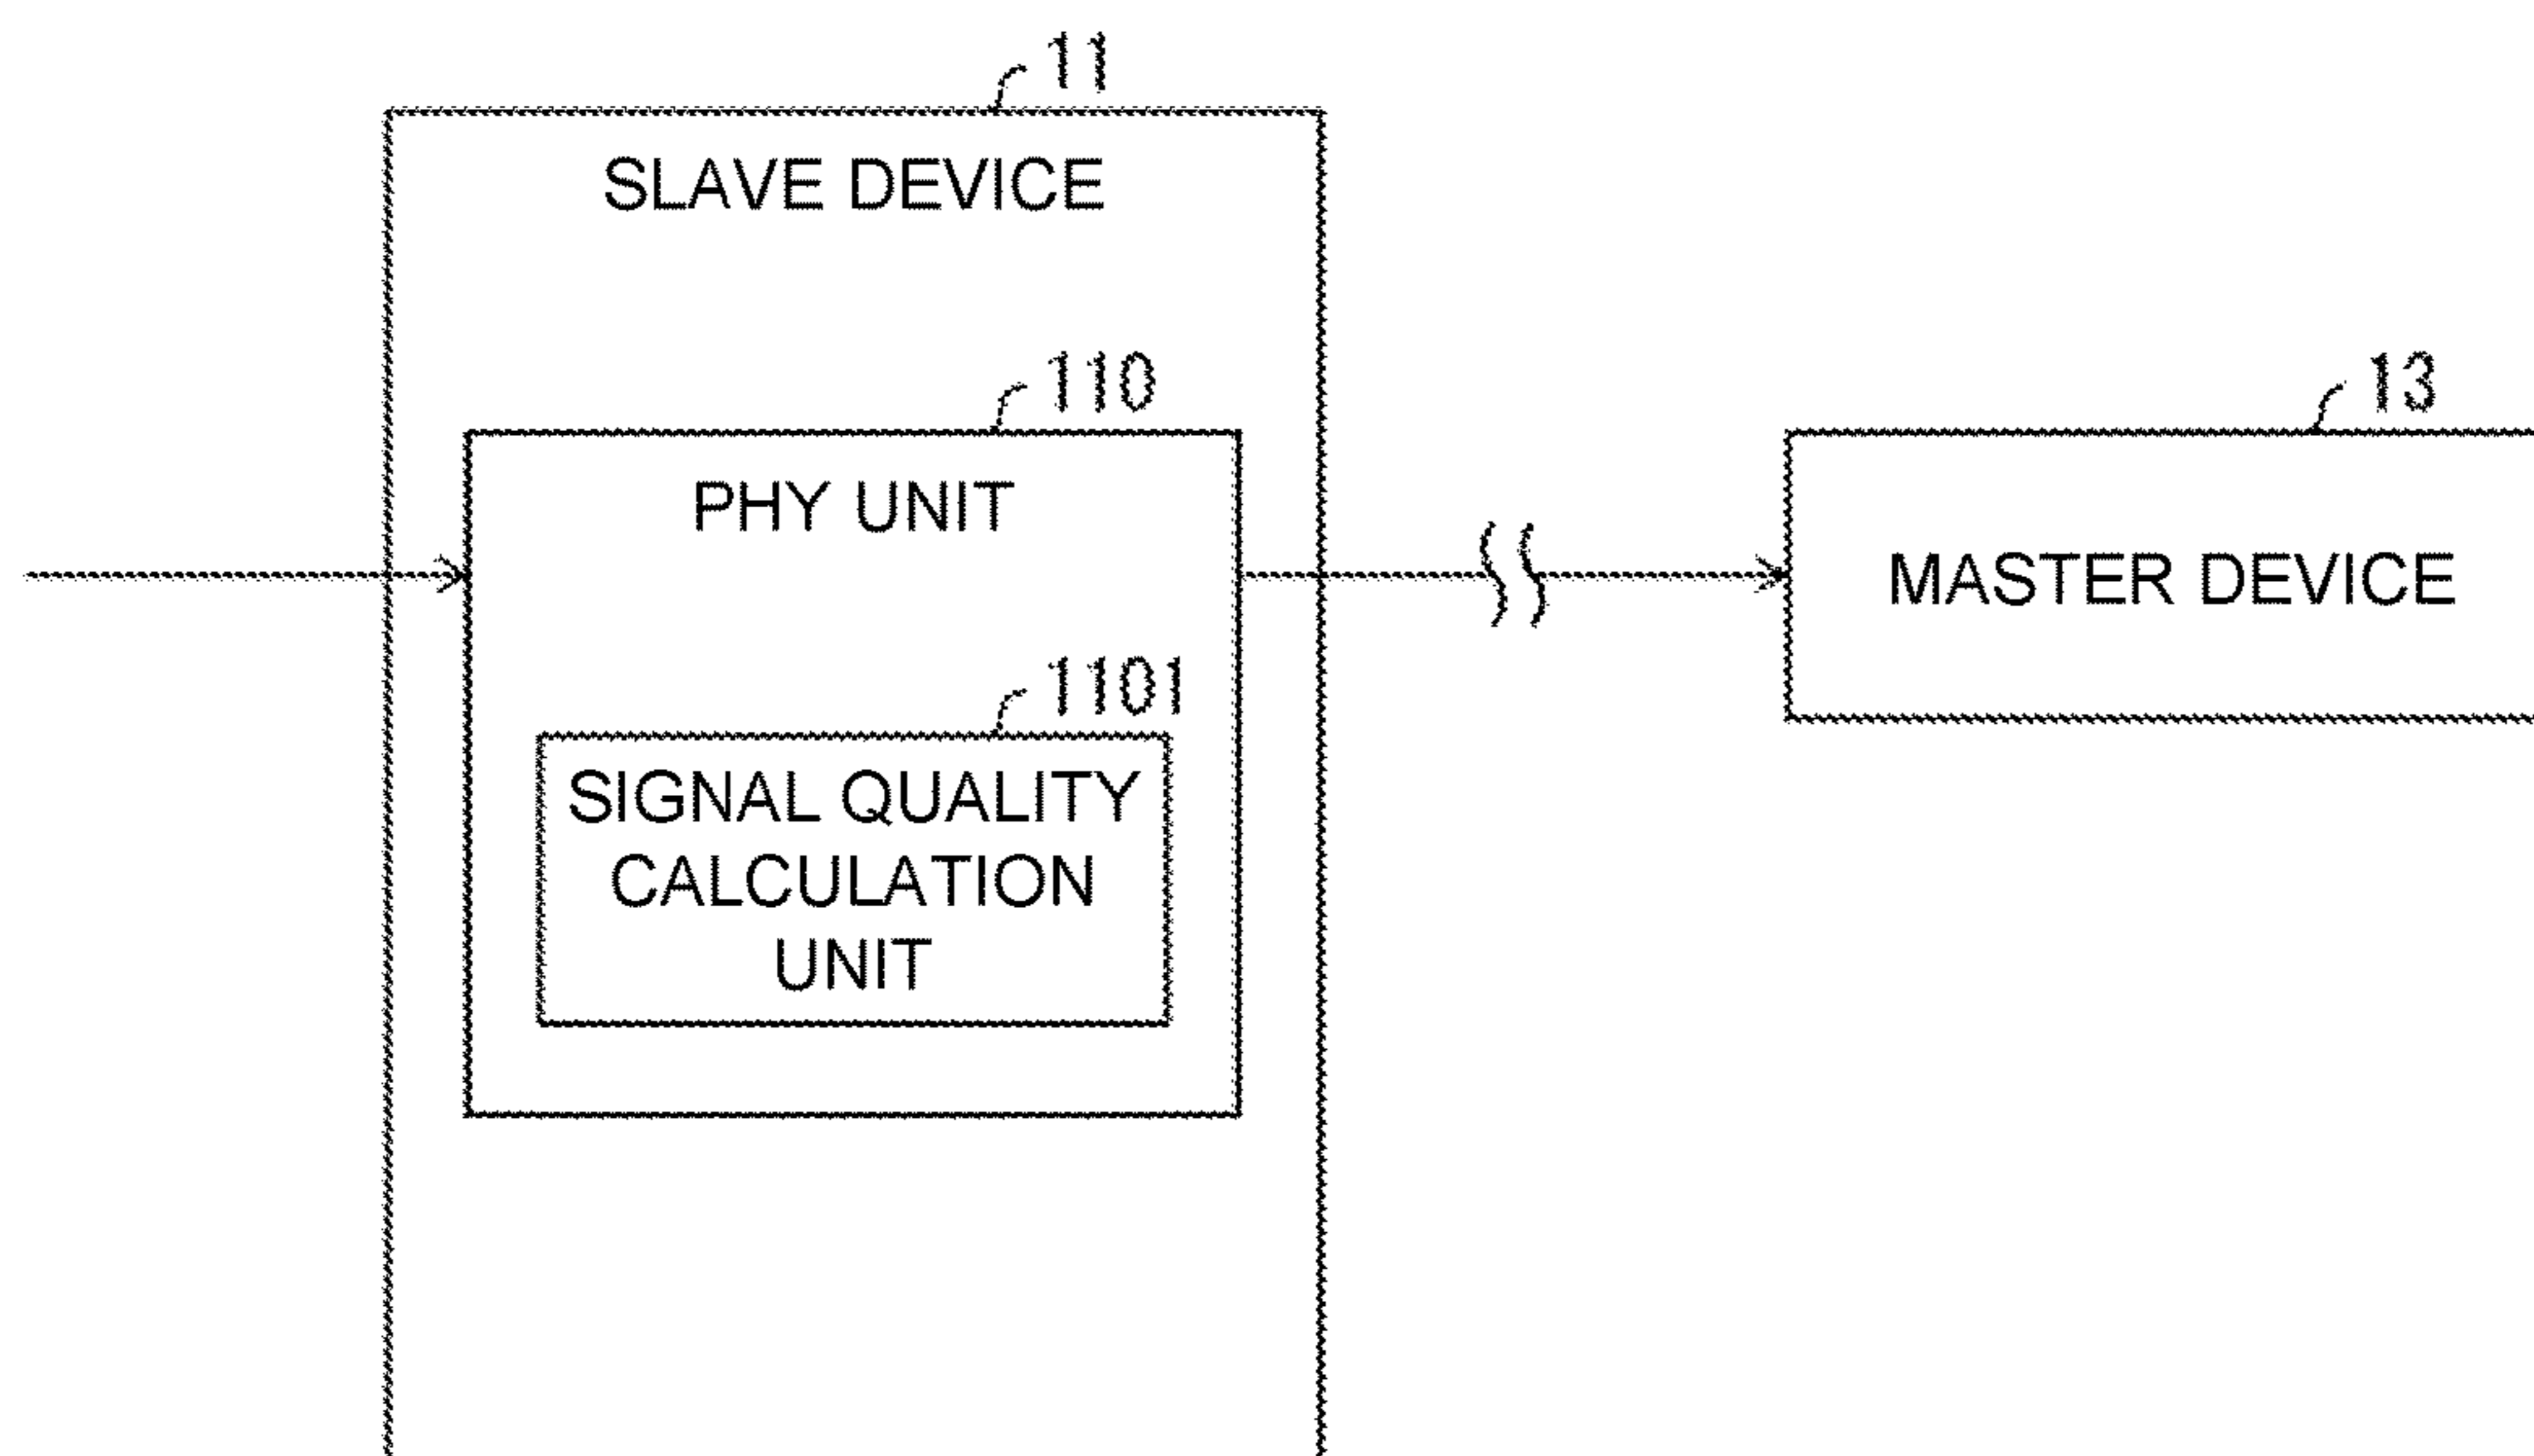 11
SLAVE DEVICE
110
PHY UNIT
1101
SIGNAL QUALITY
CALCULATION
UNIT
13
MASTER DEVICE